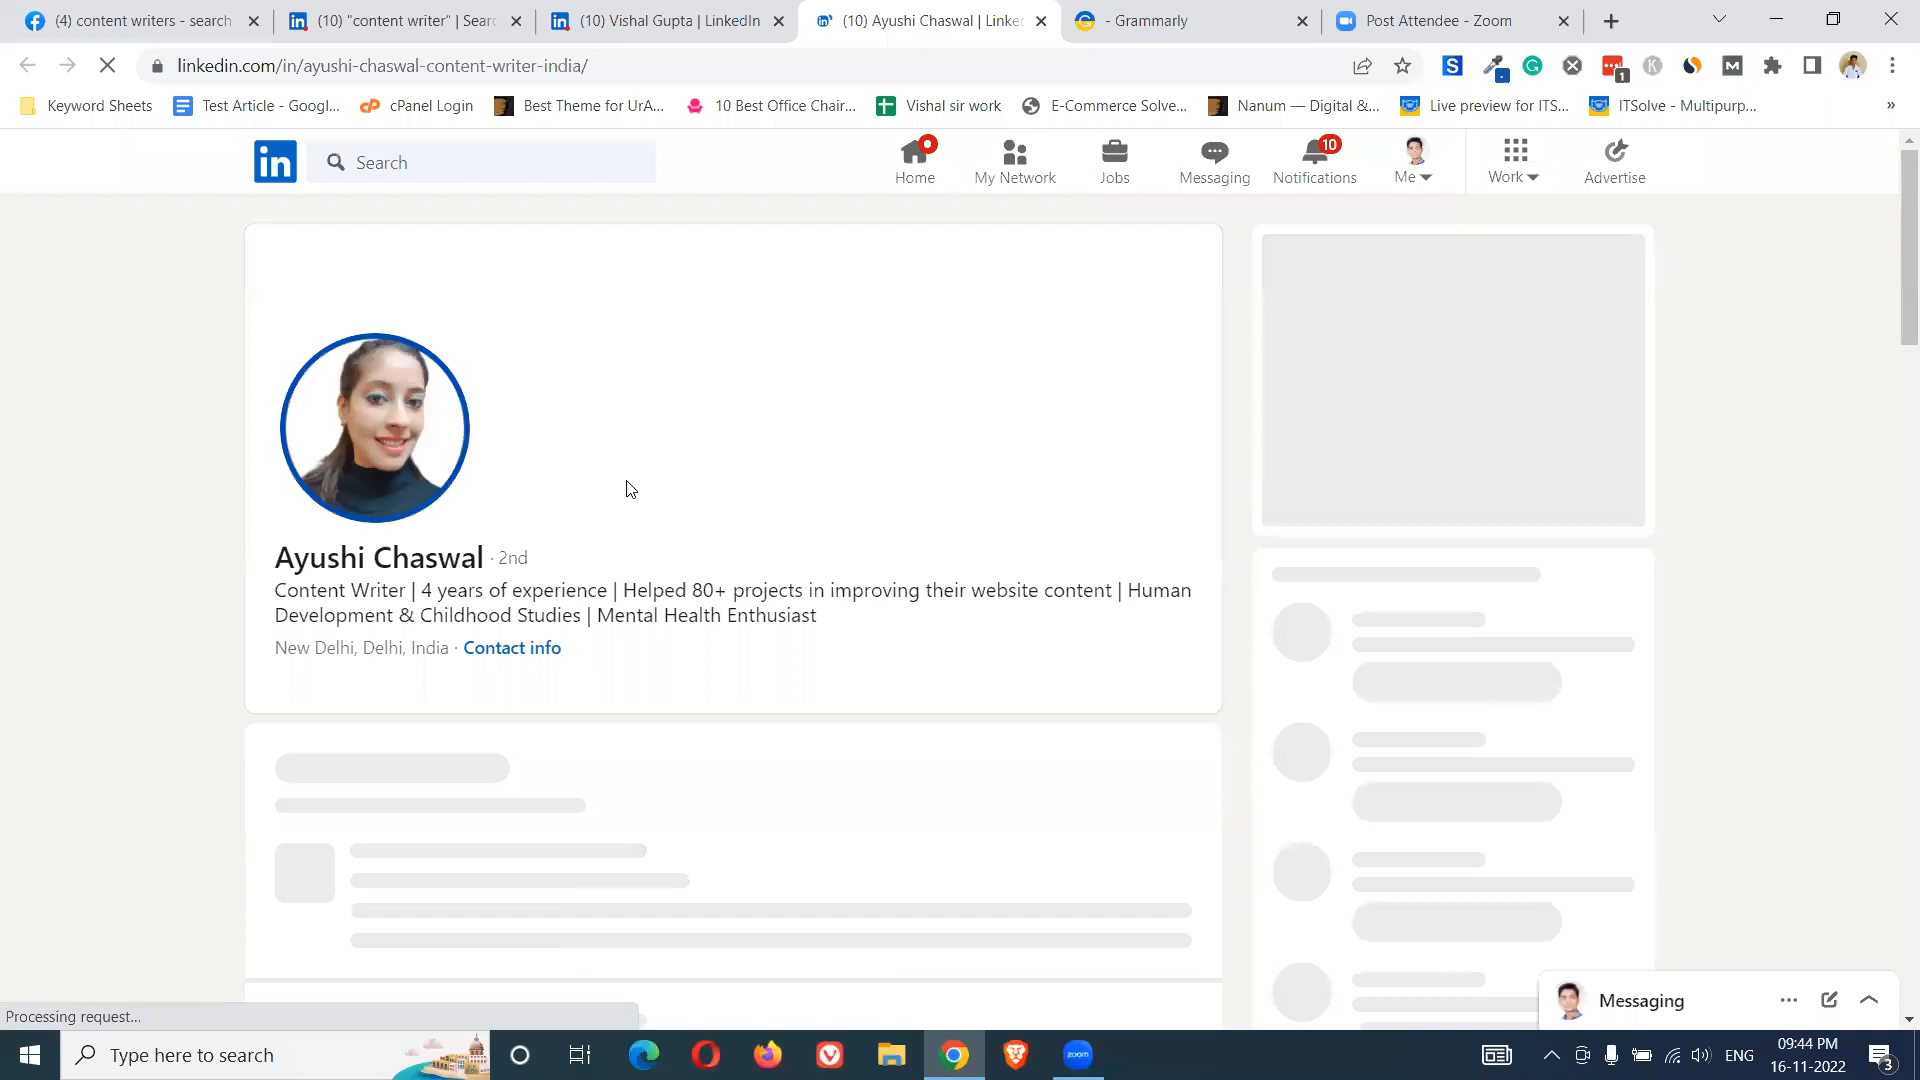 (4) content writers - search
(10) "content writer" | Sear
(10) Vishal Gupta | LinkedIn
(10) Ayushi Chaswal | Linke
- Grammarly
Post Attendee - Zoom
linkedin.com/in/ayushi-chaswal-content-writer-india/
1
Keyword Sheets
Test Article - Googl...
cPanel Login
Best Theme for UrA...
10 Best Office Chair...
Vishal sir work
E-Commerce Solve...
Nanum — Digital &...
Live preview for ITS...
ITSolve - Multipurp...
»
in
Search
Home
My Network
Jobs
Messaging
10
Notifications
Me
Work
Advertise
Ayushi Chaswal · 2nd
Content Writer | 4 years of experience | Helped 80+ projects in improving their website content | Human
Development & Childhood Studies | Mental Health Enthusiast
New Delhi, Delhi, India · Contact info
Messaging
Processing request...
Type here to search
zoom
ENG
09:44 PM
16-11-2022
3